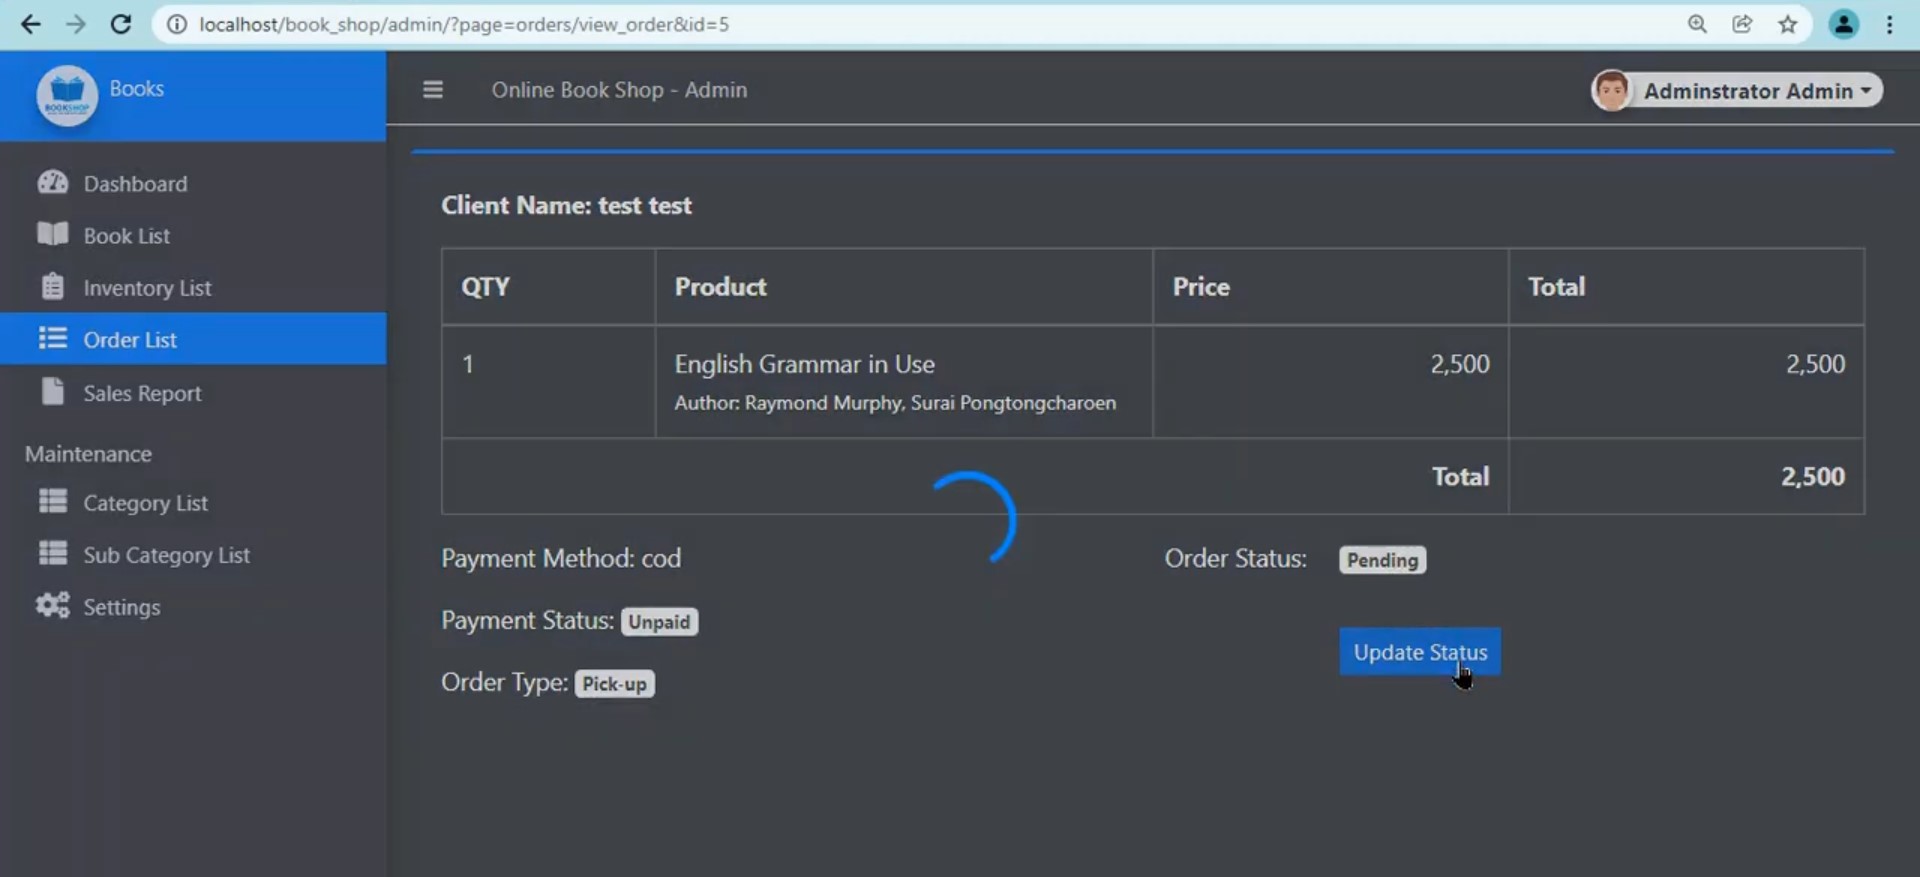 localhost/book_shop/admin/?page=orders/view_order&id=5
BOOKSHOP
Books
Online Book Shop - Admin
Adminstrator Admin
Dashboard
Book List
Inventory List
Order List
Sales Report
Maintenance
Category List
Sub Category List
Settings
Client Name: test test
QTY Product Price Total
1 English Grammar in Use 2,500 2,500
Author: Raymond Murphy, Surai Pongtongcharoen
Total 2,500
Payment Method: cod
Order Status: Pending
Payment Status: Unpaid
Update Status
Order Type: Pick-up